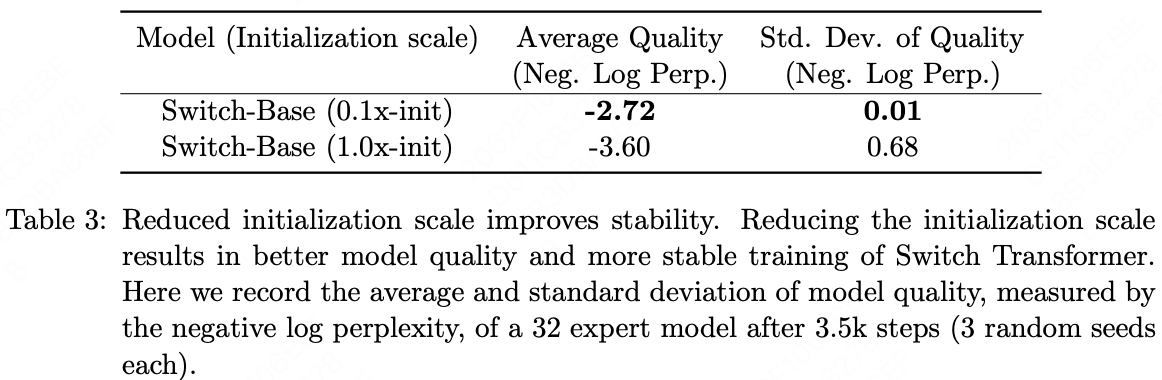 Model (Initialization scale) Average Quality Std. Dev. of Quality
(Neg. Log Perp.) (Neg. Log Perp.)
Switch-Base (0.1x-init) -2.72 0.01
Switch-Base (1.0x-init) -3.60 0.68
Table 3: Reduced initialization scale improves stability. Reducing the initialization scale
results in better model quality and more stable training of Switch Transformer.
Here we record the average and standard deviation of model quality, measured by
the negative log perplexity, of a 32 expert model after 3.5k steps (3 random seeds
each).